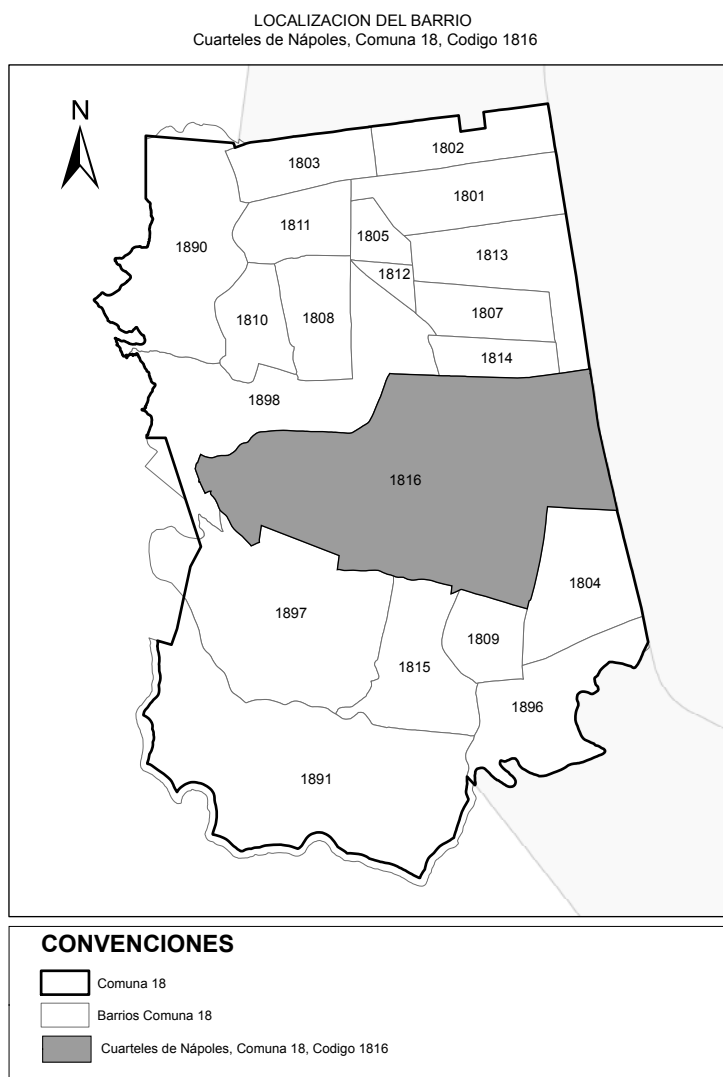 LOCALIZACION DEL BARRIO
Cuarteles de Nápoles, Comuna 18, Codigo 1816
N
1802
1803
1801
1811
1805
1890
1813
1812
1807
1810
1808
1814
1898
1816
1804
1897
1809
1815
1896
1891
CONVENCIONES
Comuna 18
Barrios Comuna 18
Cuarteles de Nápoles, Comuna 18, Codigo 1816